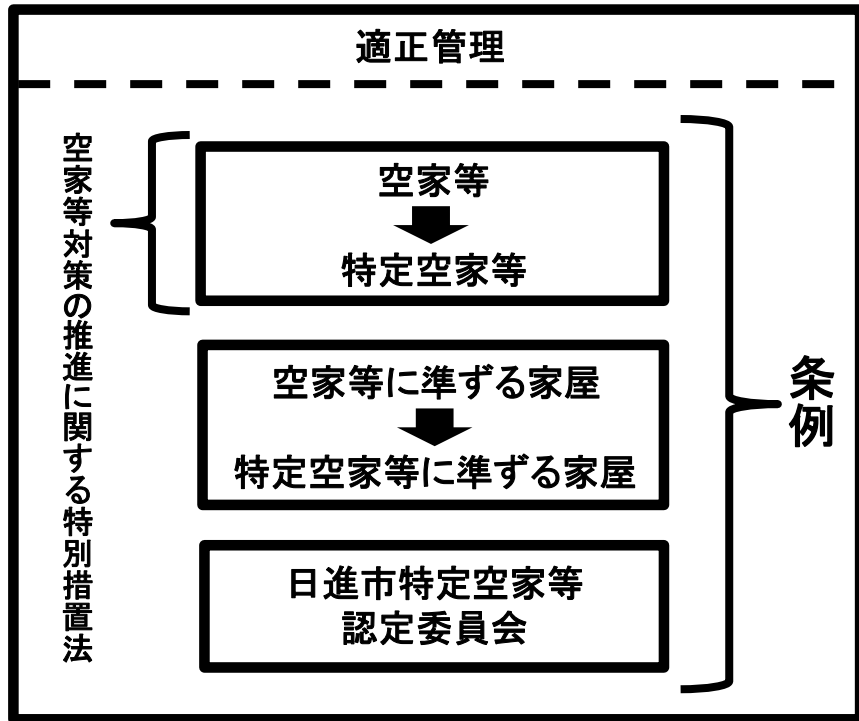 適正管理
空家等対策の推進に関する特別措置法
空家等
特定空家等
空家等に準ずる家屋
特定空家等に準ずる家屋
日進市特定空家等
認定委員会
条例